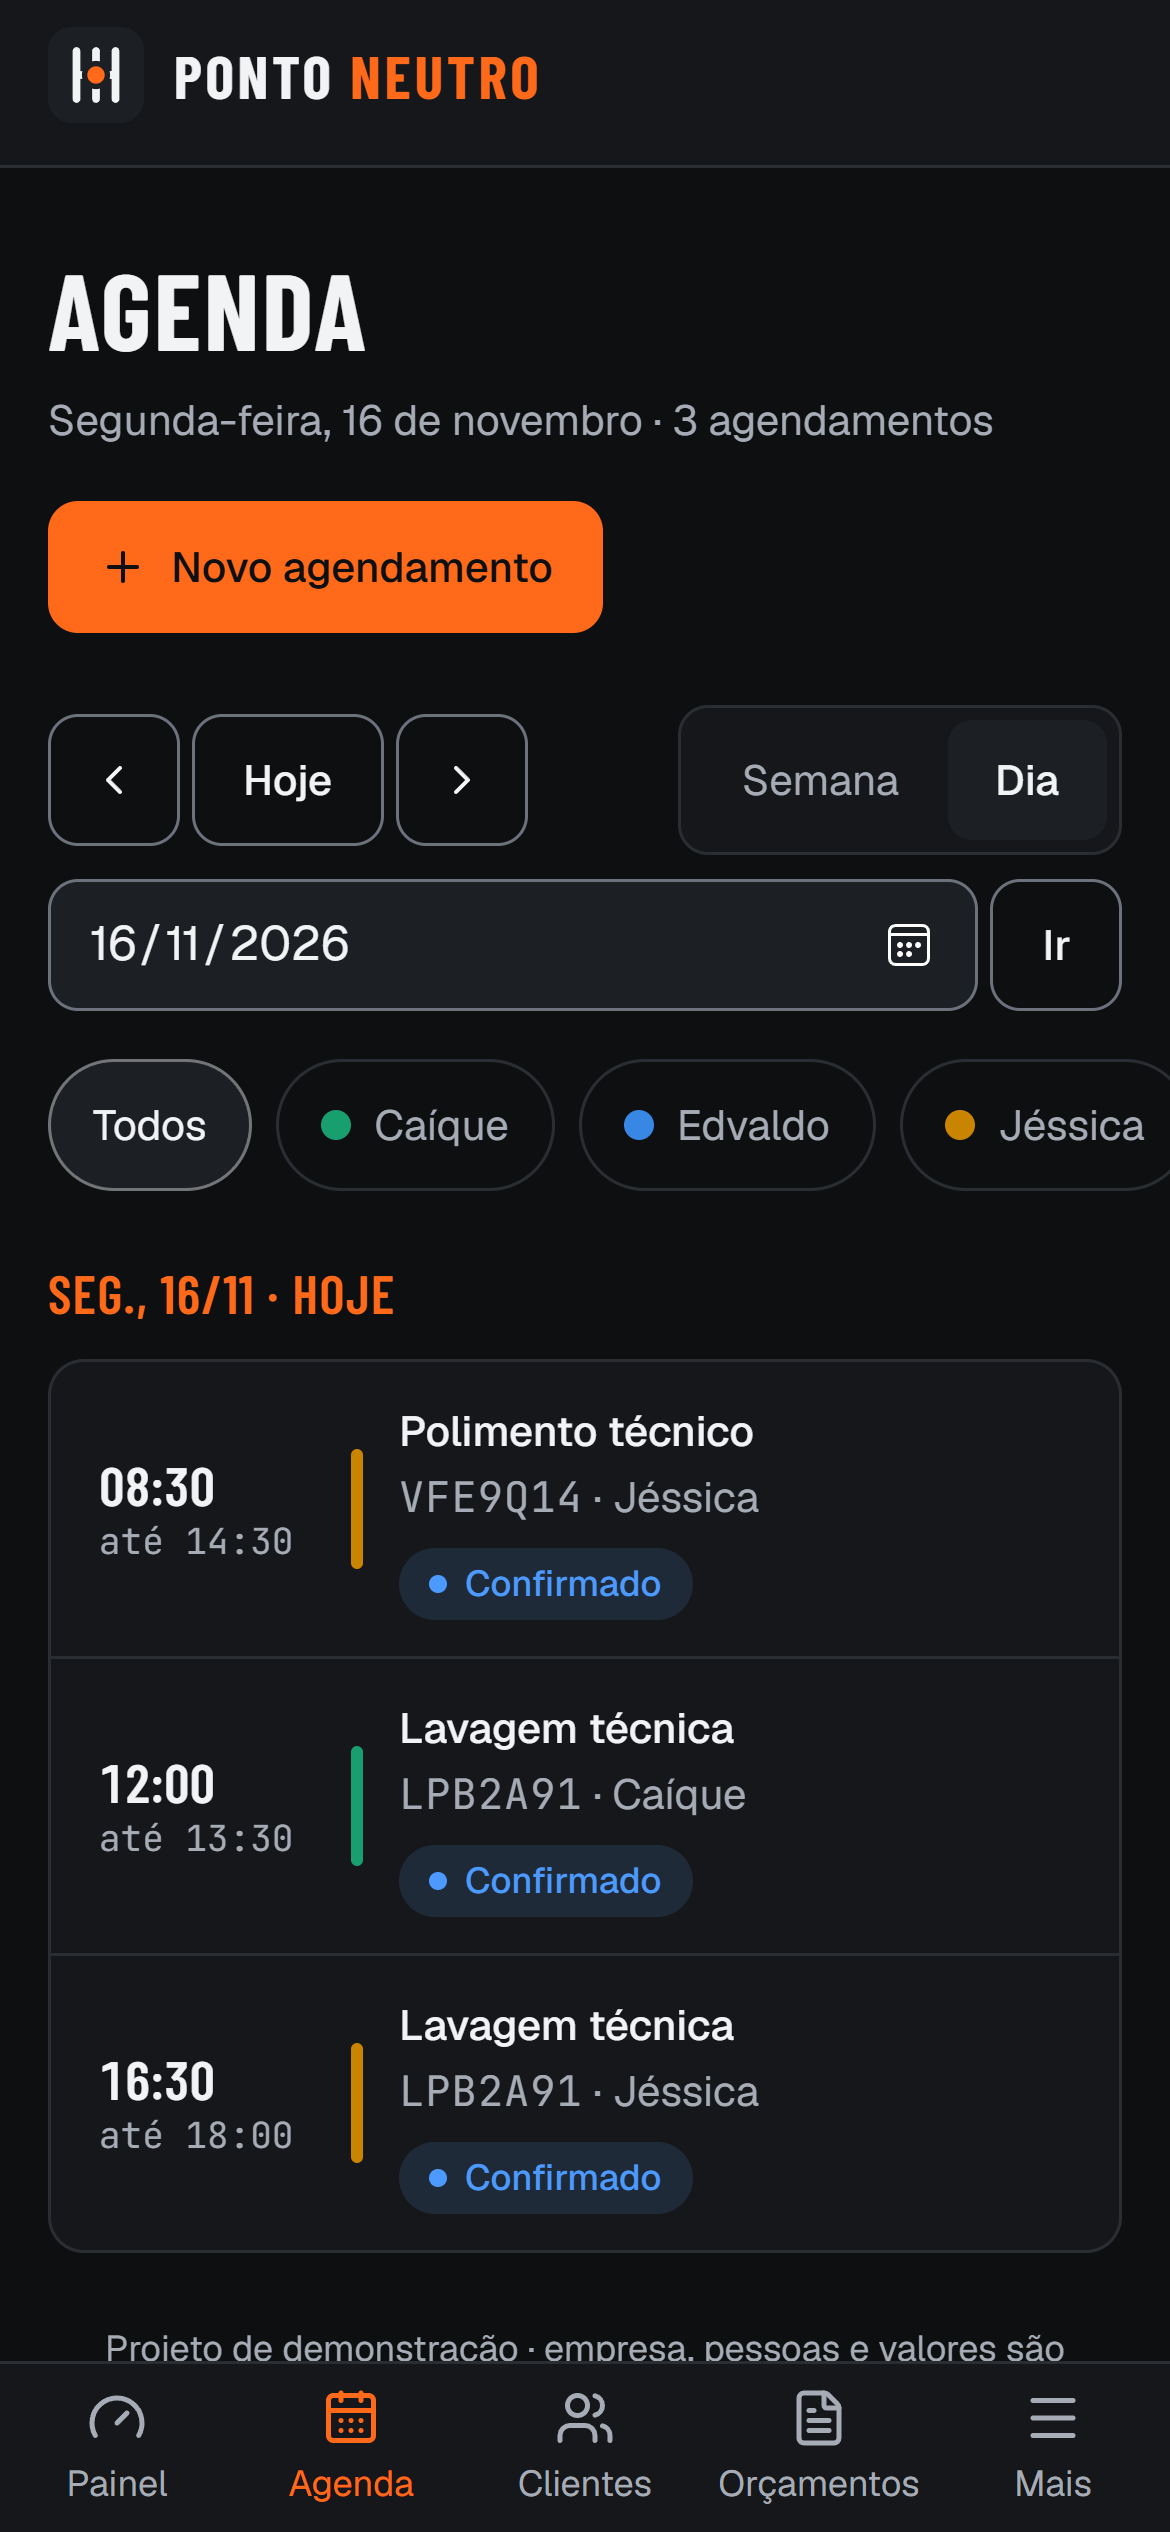 PONTO NEUTRO
AGENDA
Segunda-feira, 16 de novembro · 3 agendamentos
Novo agendamento
Hoje
Semana
Dia
16/11/2026
Ir
Todos
Caíque
Edvaldo
Jéssica
SEG., 16/11 · HOJE
08:30
até 14:30
Polimento técnico
VFE9Q14 · Jéssica
Confirmado
12:00
até 13:30
Lavagem técnica
LPB2A91 · Caíque
Confirmado
16:30
até 18:00
Lavagem técnica
LPB2A91 · Jéssica
Confirmado
Projeto de demonstração · empresa, pessoas e valores são
Painel
Agenda
Clientes
Orçamentos
Mais